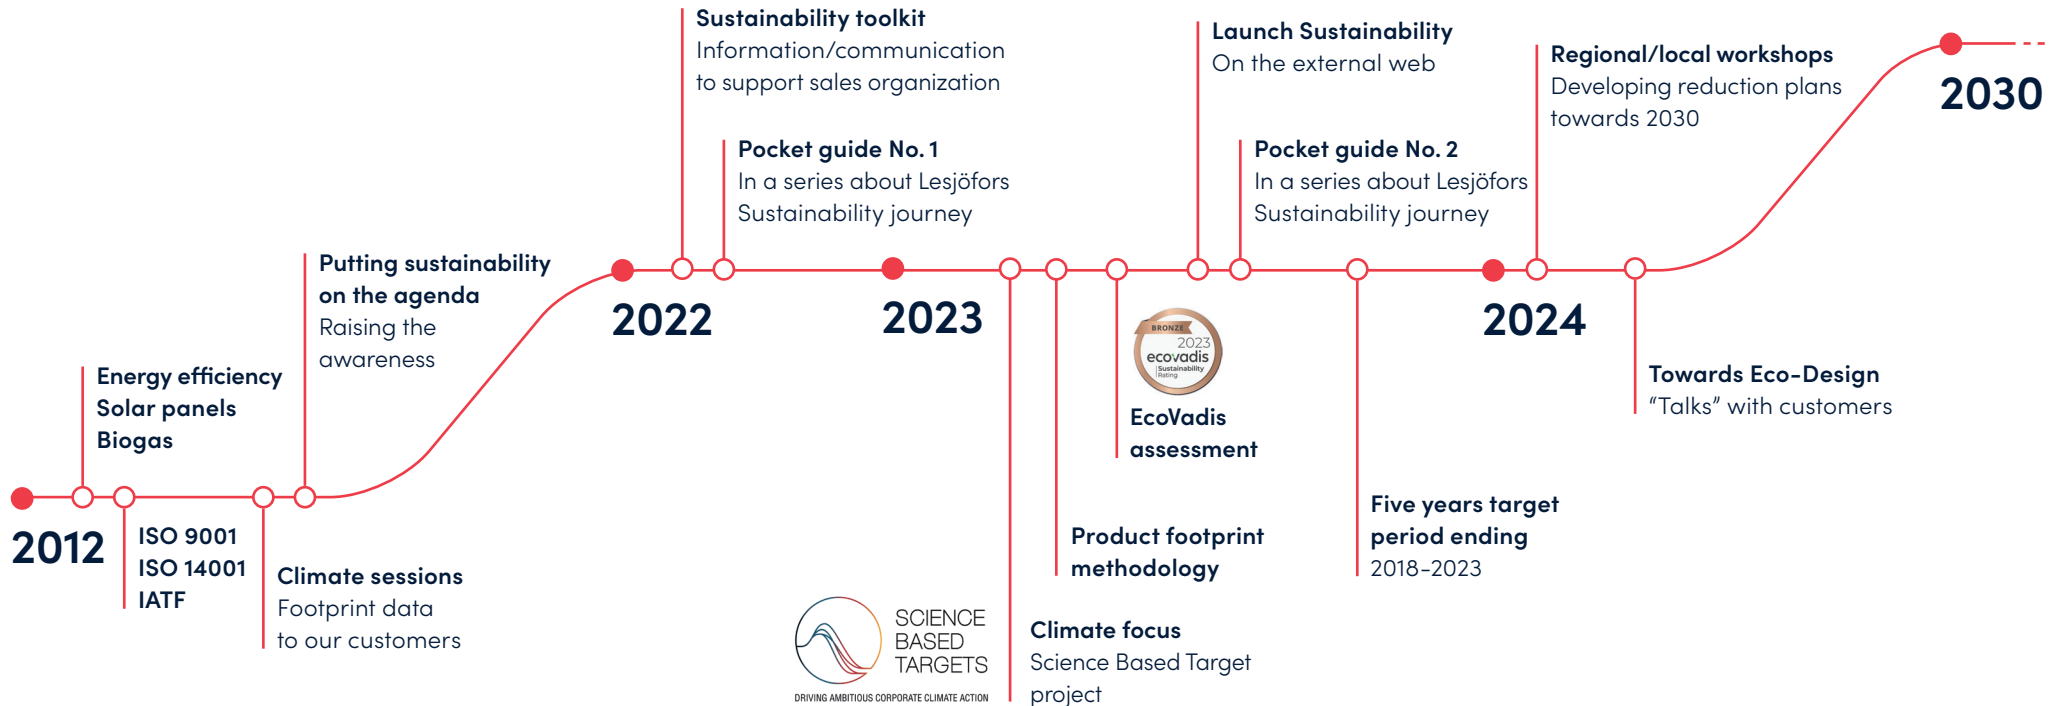 2012
Energy efficiency
Solar panels
Biogas
ISO 9001
ISO 14001
IATF
Climate sessions
Footprint data
to our customers
Putting sustainability
on the agenda
Raising the
awareness
2022
Sustainability toolkit
Information/communication
to support sales organization
Pocket guide No. 1
In a series about Lesjöfors
Sustainability journey
2023
SCIENCE
BASED
TARGETS
DRIVING AMBITIOUS CORPORATE CLIMATE ACTION
Climate focus
Science Based Target
project
Product footprint
methodology
BRONZE
2023
ecovadis
Sustainability
Rating
EcoVadis
assessment
Launch Sustainability
On the external web
Pocket guide No. 2
In a series about Lesjöfors
Sustainability journey
Five years target
period ending
2018-2023
2024
Regional/local workshops
Developing reduction plans
towards 2030
Towards Eco-Design
“Talks” with customers
2030